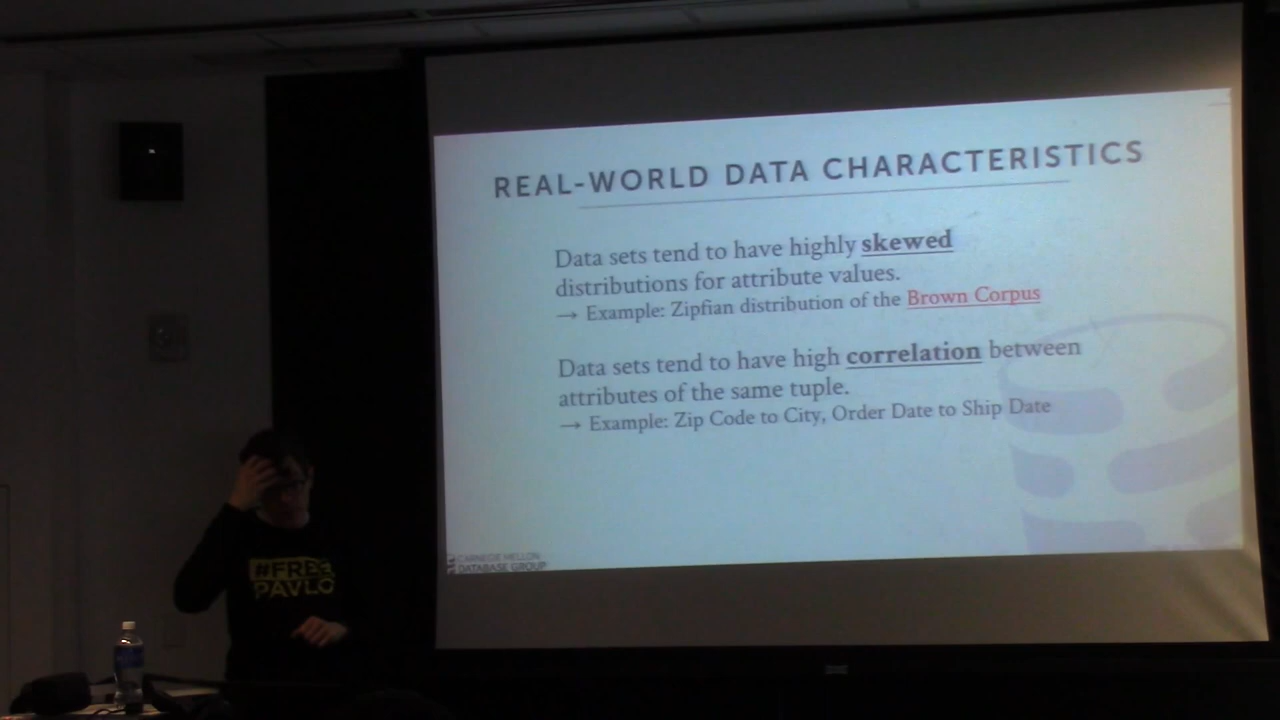 REAL-WORLD DATA CHARACTERISTICS
Data sets tend to have highly skewed
distributions for attribute values.
→ Example: Zipfian distribution of the Brown Corpus
Data sets tend to have high correlation between
attributes of the same tuple.
→ Example: Zip Code to City, Order Date to Ship Date
CARNEGIE MELLON
DATABASE GROUP
#FREE
PAVLO